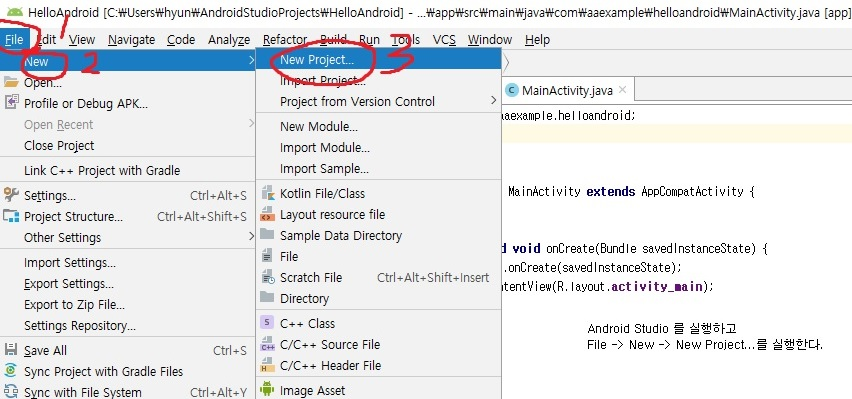 HelloAndroid [C:₩Users₩hyun₩AndroidStudioProjects₩HelloAndroid] - ...₩app₩src₩main₩java₩com₩aaexample₩helloandroid₩MainActivity.java [app]
File Edit View Navigate Code Analyze Refactor Build Run Tools VCS Window Help
1
New
2
Open...
Profile or Debug APK...
Open Recent
Close Project
Link C++ Project with Gradle
Settings... Ctrl+Alt+S
Project Structure... Ctrl+Alt+Shift+S
Other Settings
Import Settings...
Export Settings...
Export to Zip File...
Settings Repository...
Save All Ctrl+S
Sync Project with Gradle Files
Sync with File System Ctrl+Alt+Y
New Project...
3
Import Project...
Project from Version Control
New Module...
Import Module...
Import Sample...
Kotlin File/Class
Layout resource file
Sample Data Directory
File
Scratch File Ctrl+Alt+Shift+Insert
Directory
C++ Class
C/C++ Source File
C/C++ Header File
Image Asset
MainActivity.java
aaexample.helloandroid;
MainActivity extends AppCompatActivity {
d void onCreate(Bundle savedInstanceState) {
.onCreate(savedInstanceState);
ntentView(R.layout.activity_main);
Android Studio 를 실행하고
File -> New -> New Project...를 실행한다.